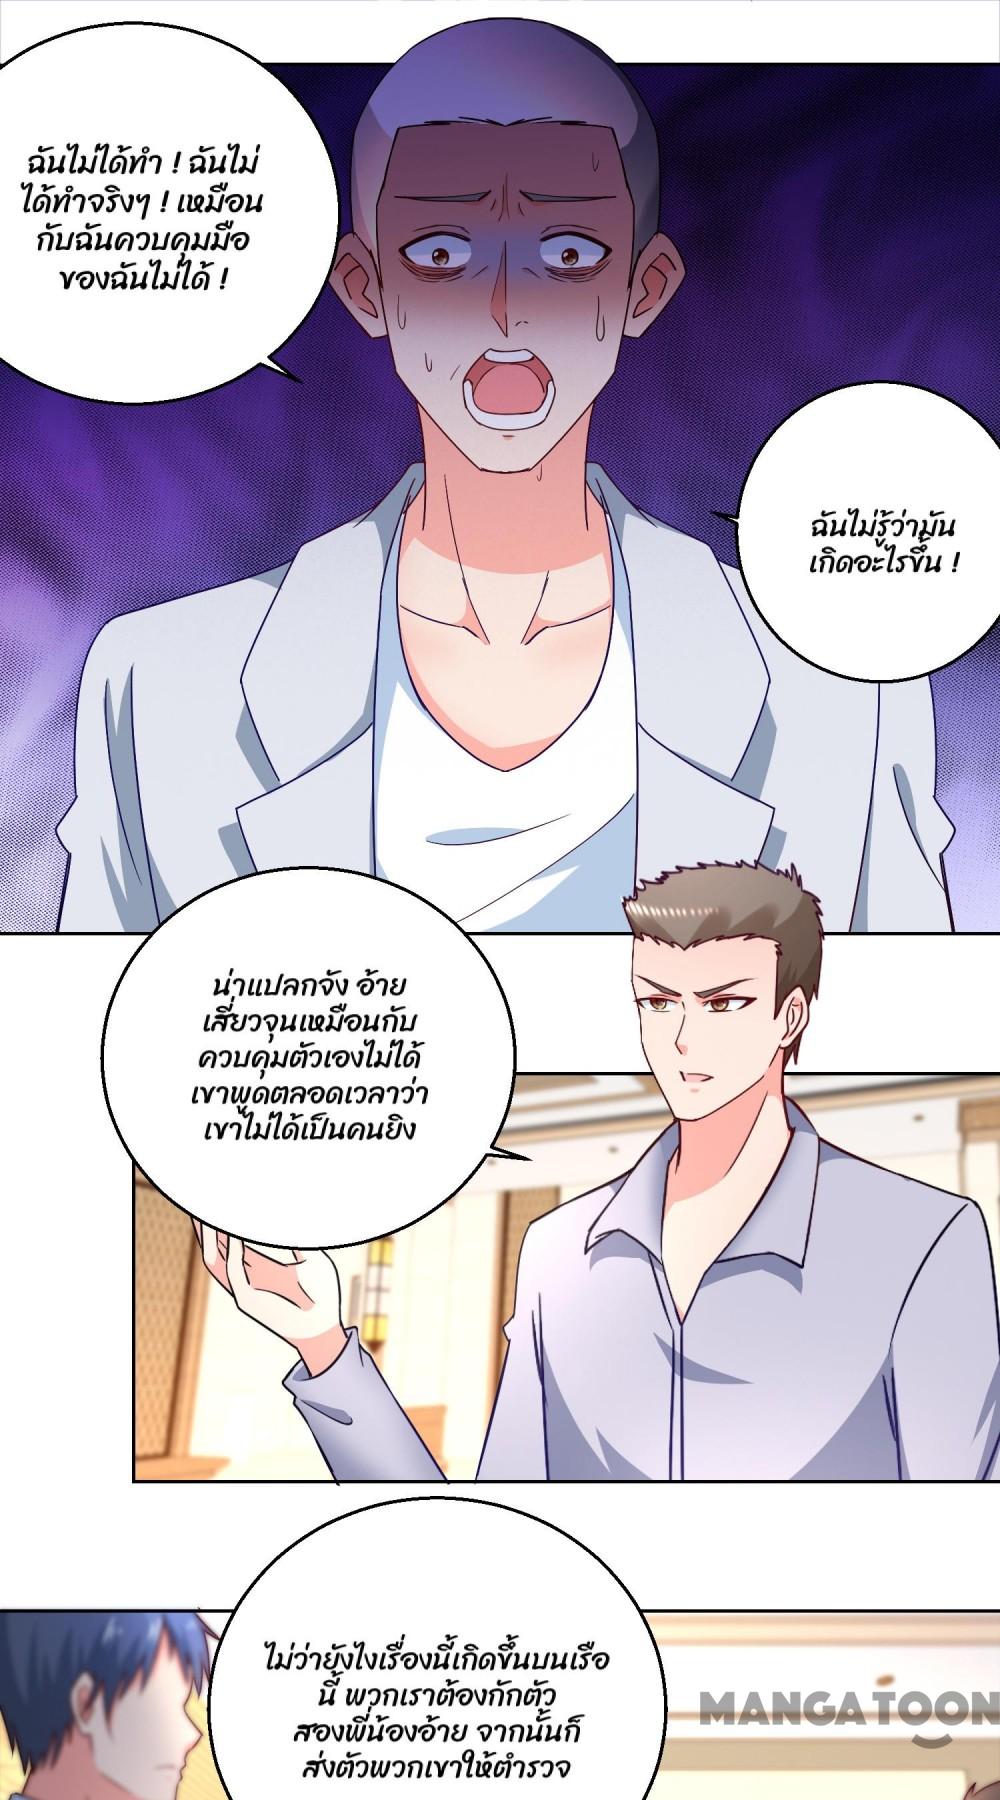 ฉันไม่ได้ทำ ! ฉันไม่
ได้ทำจริงๆ ! เหมือน
กับฉันควบคุมมือ
ของฉันไม่ได้ !
ฉันไม่รู้ว่ามัน
เกิดอะไรขึ้น !
น่าแปลกจัง อ้าย
เสี่ยวจุนเหมือนกับ
ควบคุมตัวเองไม่ได้
เขาพูดตลอดเวลาว่า
เขาไม่ได้เป็นคนยิง
ไม่ว่ายังไงเรื่องนี้เกิดขึ้นบนเรือ
นี้ พวกเราต้องกักตัว
สองพี่น้องอ้าย จากนั้นก็
ส่งตัวพวกเขาให้ตำรวจ
MANGATOON